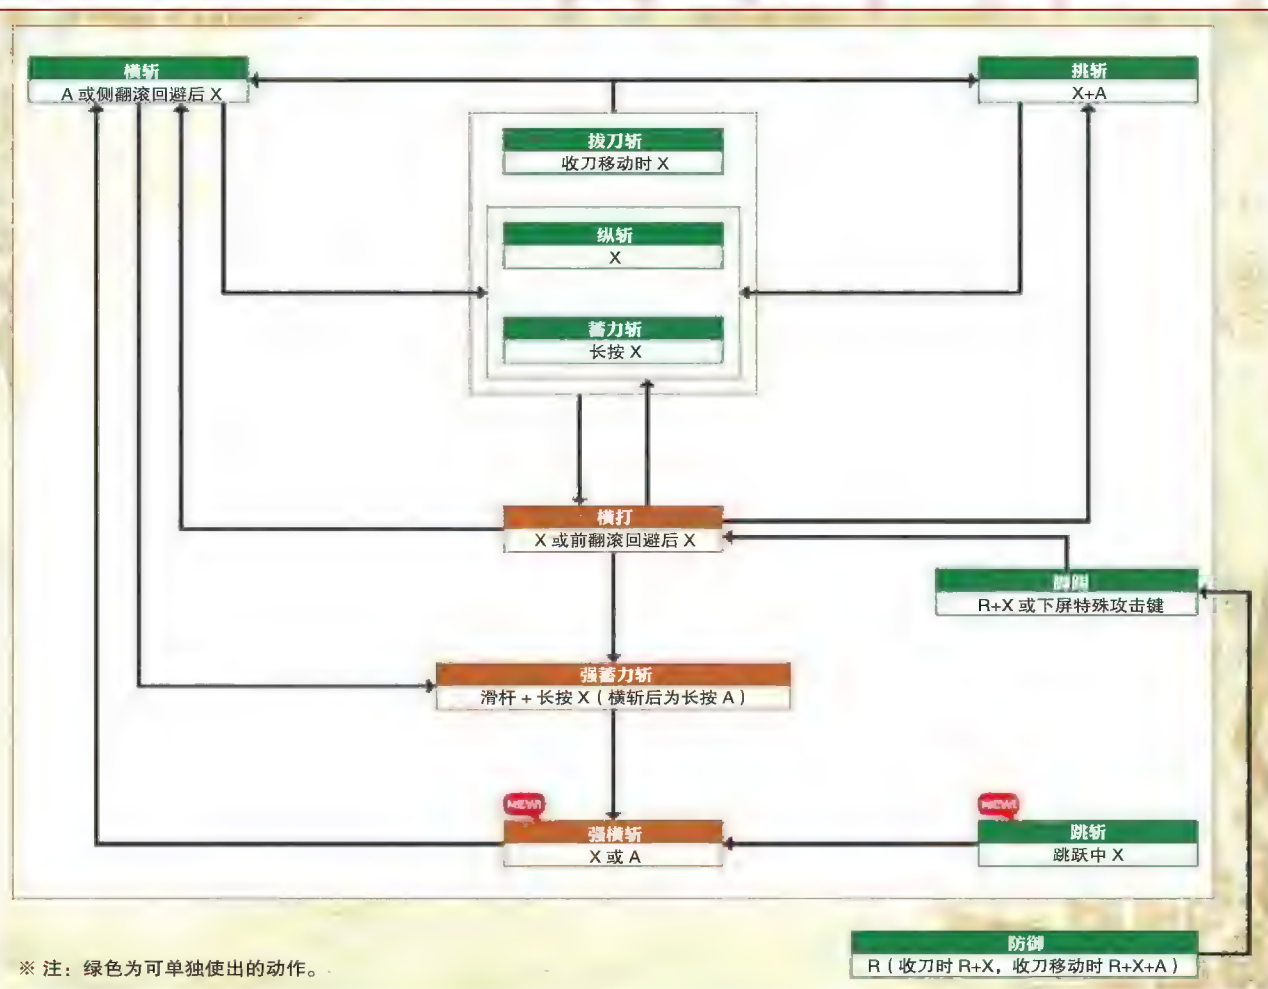 横斩
A 或侧翻滚回避后 X
挑斩
X+A
拔刀斩
收刀移动时 X
纵斩
X
蓄力斩
长按 X
横打
X 或前翻滚回避后 X
R+X 或下屏特殊攻击键
强蓄力斩
滑杆 + 长按 X（横斩后为长按 A）
NEW!
强横斩
X 或 A
NEW!
跳斩
跳跃中 X
防御
R（收刀时 R+X，收刀移动时 R+X+A）
※ 注：绿色为可单独使出的动作。